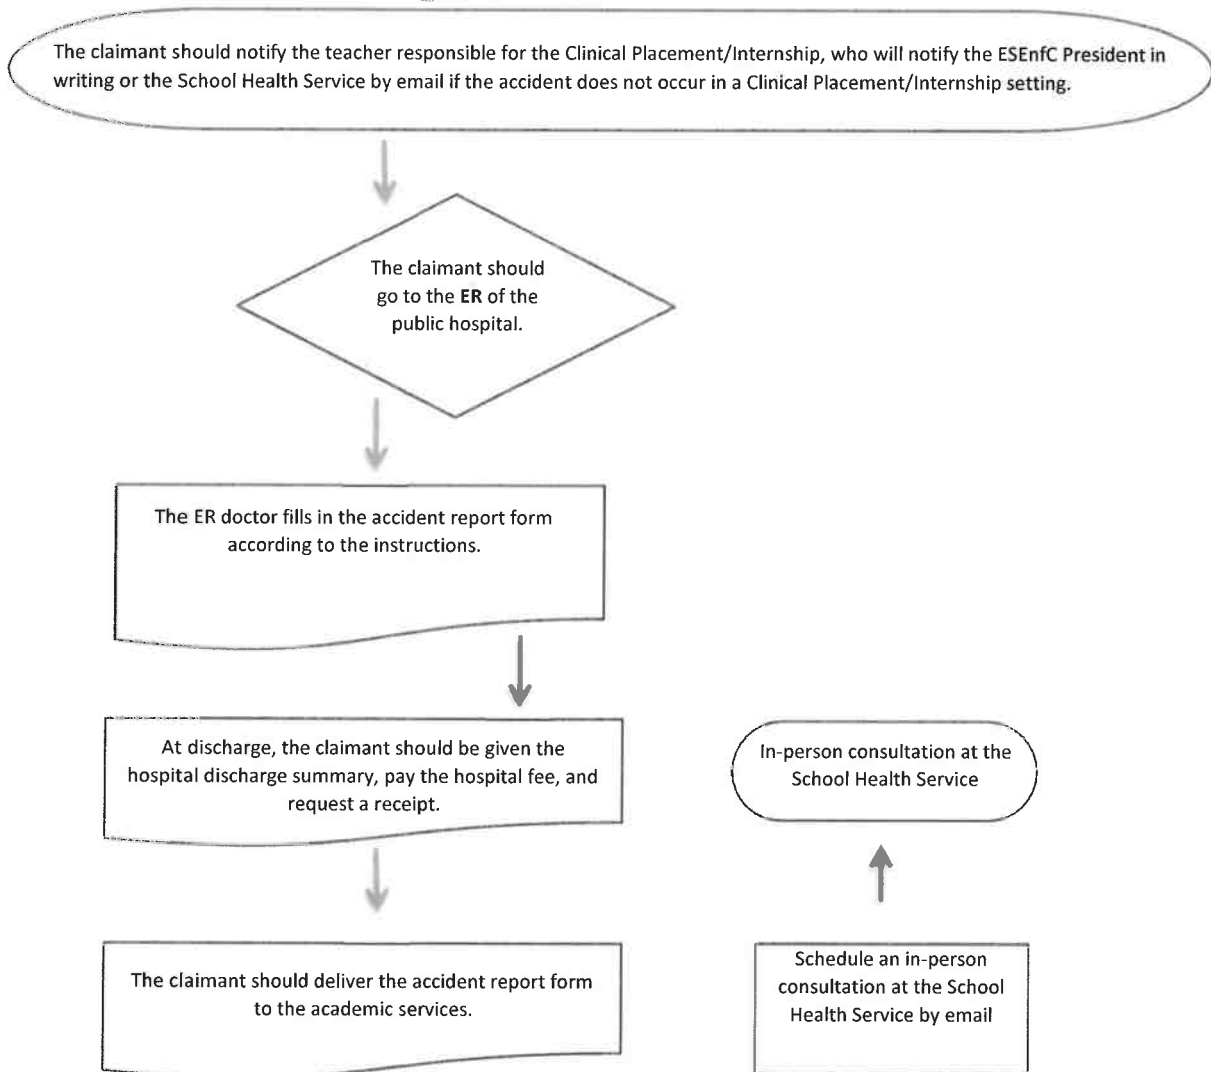 The claimant should notify the teacher responsible for the Clinical Placement/Internship, who will notify the ESEnfC President in
writing or the School Health Service by email if the accident does not occur in a Clinical Placement/Internship setting.
The claimant should
go to the ER of the
public hospital.
The ER doctor fills in the accident report form
according to the instructions.
At discharge, the claimant should be given the
hospital discharge summary, pay the hospital fee, and
request a receipt.
In-person consultation at the
School Health Service
The claimant should deliver the accident report form
to the academic services.
Schedule an in-person
consultation at the School
Health Service by email